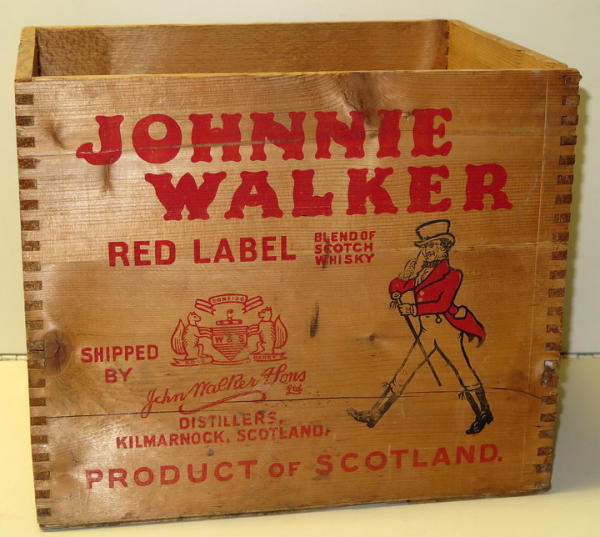 JOHNNIE
WALKER
RED LABEL
BLEND OF
SCOTCH
WHISKY
W & S
SHIPPED
BY
John Walker & Sons
Ltd
DISTILLERS,
KILMARNOCK, SCOTLAND.
PRODUCT OF SCOTLAND.